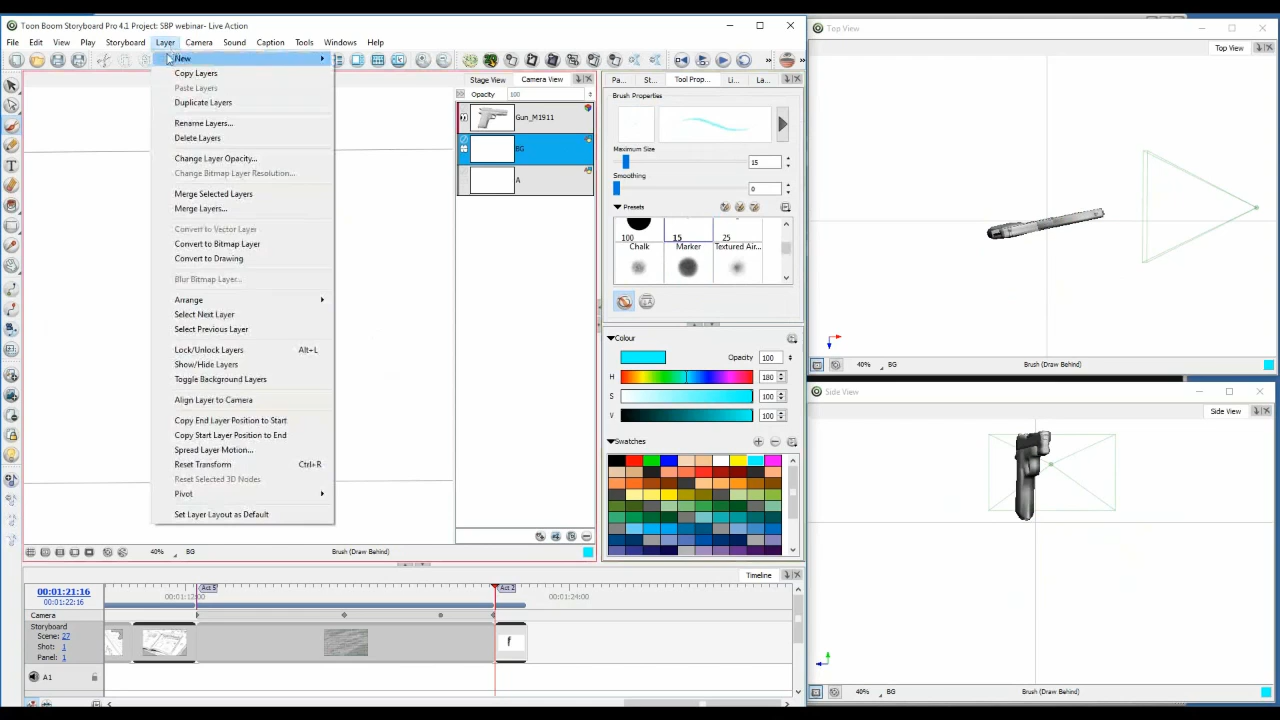 Toon Boom Storyboard Pro 4.1 Project: SBP webinar- Live Action
File Edit View Play Storyboard Layer Camera Sound Caption Tools Windows Help
New
Copy Layers
Paste Layers
Duplicate Layers
Rename Layers...
Delete Layers
Change Layer Opacity...
Change Bitmap Layer Resolution...
Merge Selected Layers
Merge Layers...
Convert to Vector Layer
Convert to Bitmap Layer
Convert to Drawing
Blur Bitmap Layer...
Arrange
Select Next Layer
Select Previous Layer
Lock/Unlock Layers Alt+L
Show/Hide Layers
Toggle Background Layers
Align Layer to Camera
Copy End Layer Position to Start
Copy Start Layer Position to End
Spread Layer Motion...
Reset Transform Ctrl+R
Reset Selected 3D Nodes
Pivot
Set Layer Layout as Default
Stage View Camera View
Opacity 100
Gun_M1911
BG
A
40% BG Brush (Draw Behind)
Pa... St... Tool Prop... Li... La...
Brush Properties
Maximum Size
15
Smoothing
0
Presets
100 15 25
Chalk Marker Textured Air...
Colour
Opacity 100
H 180
S 100
V 100
Swatches
Top View
Top View
40% BG Brush (Draw Behind)
Side View
Side View
40% BG Brush (Draw Behind)
Timeline
00:01:21:16
00:01:22:16
Act 5 Act 2
00:01:12:00 00:01:24:00
Camera
Storyboard
Scene: 27
Shot: 1
Panel: 1
f
A1